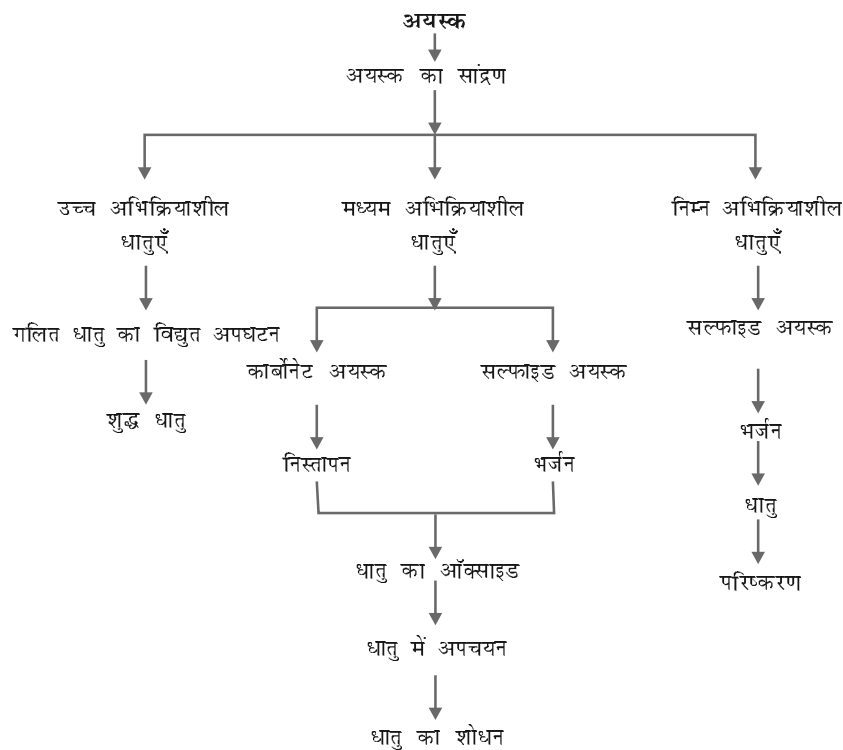 अयस्क
अयस्क का सांद्रण
उच्च अभिक्रियाशील
धातुएँ
मध्यम अभिक्रियाशील
धातुएँ
निम्न अभिक्रियाशील
धातुएँ
गलित धातु का विद्युत अपघटन
शुद्ध धातु
कार्बोनेट अयस्क
सल्फाइड अयस्क
निस्तापन
भर्जन
धातु का ऑक्साइड
धातु में अपचयन
धातु का शोधन
सल्फाइड अयस्क
भर्जन
धातु
परिष्करण